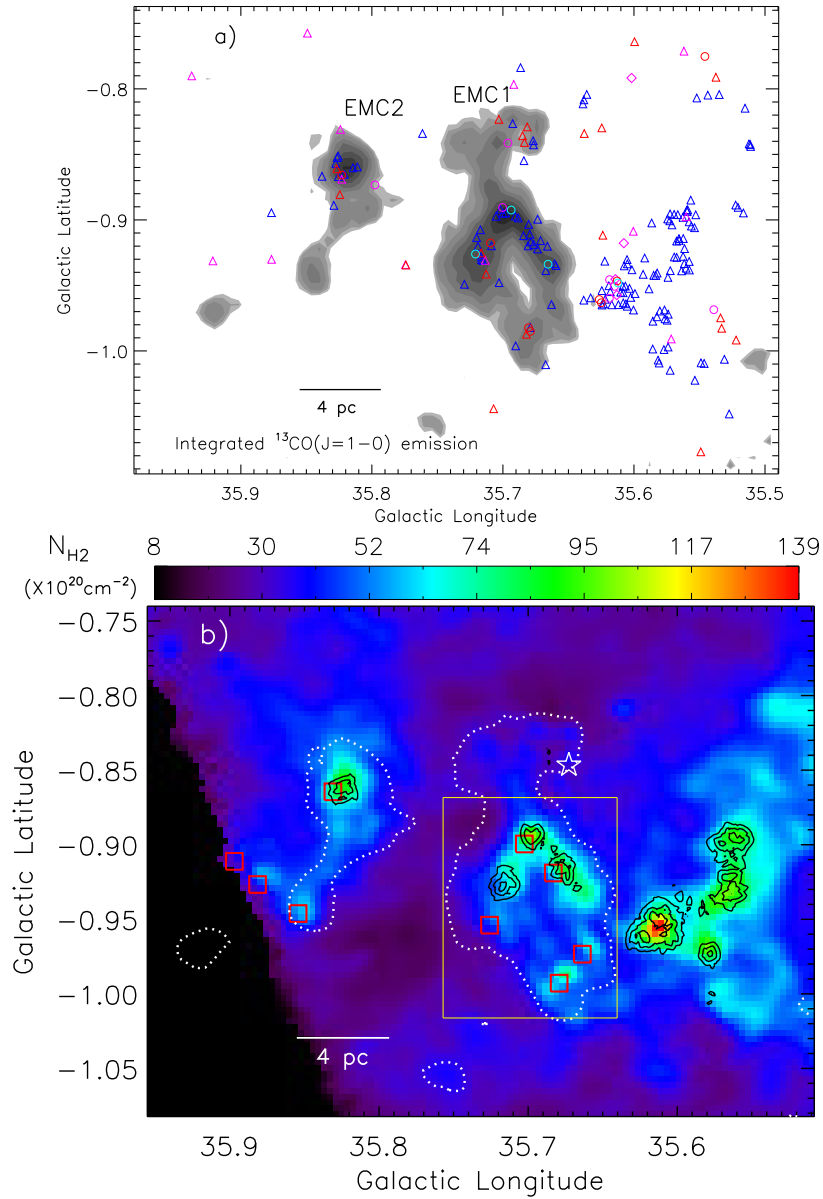 a)
EMC2
EMC1
−0.8
−0.9
−1.0
Galactic Latitude
4 pc
Integrated ¹³CO(J=1−0) emission
35.9 35.8 35.7 35.6 35.5
Galactic Longitude
N_H2
(X10²⁰cm⁻²)
8 30 52 74 95 117 139
b)
−0.75
−0.80
−0.85
−0.90
−0.95
−1.00
−1.05
Galactic Latitude
4 pc
35.9 35.8 35.7 35.6
Galactic Longitude